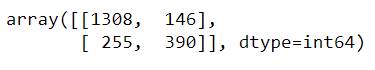 array([[1308,  146],
       [ 255,  390]], dtype=int64)